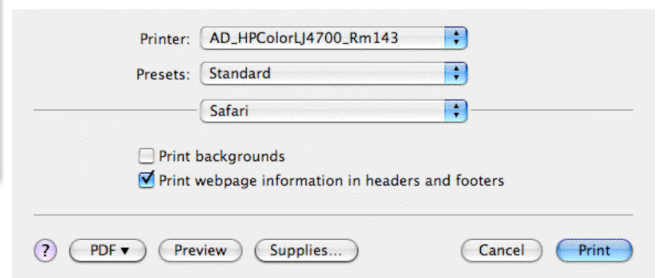 Printer: AD_HPColorLJ4700_Rm143
Presets: Standard
Safari
Print backgrounds
Print webpage information in headers and footers
? PDF▼ Preview Supplies... Cancel Print